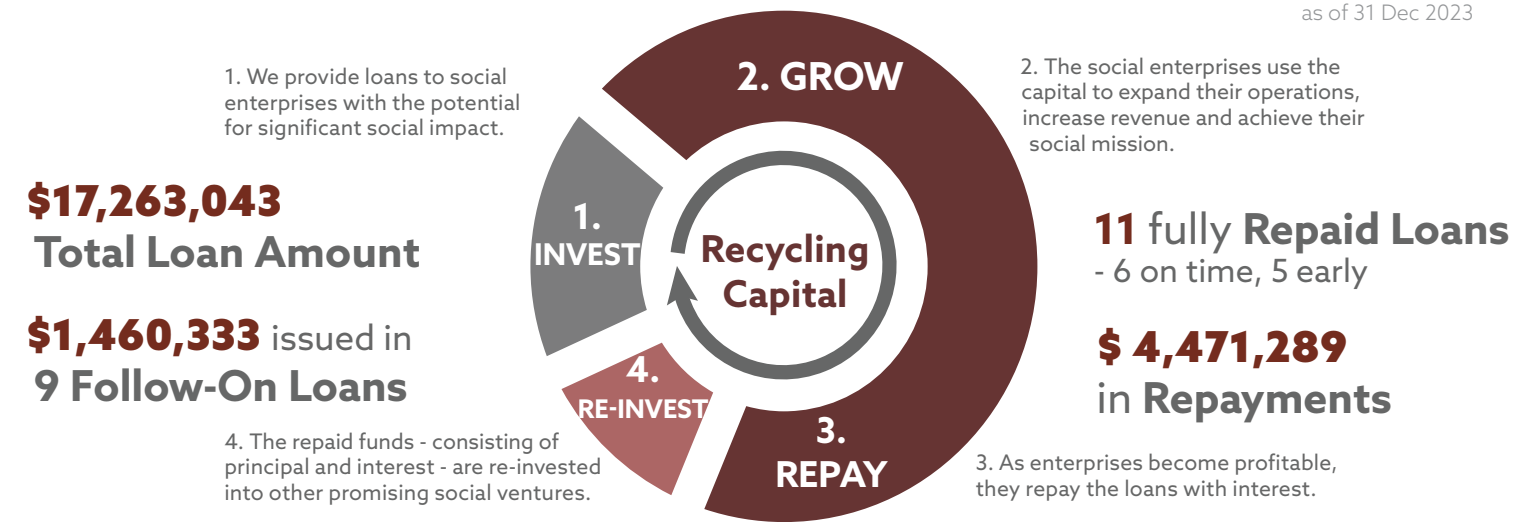 as of 31 Dec 2023
1. We provide loans to social
enterprises with the potential
for significant social impact.
2. GROW
2. The social enterprises use the
capital to expand their operations,
increase revenue and achieve their
social mission.
$17,263,043
Total Loan Amount
1.
INVEST
Recycling
Capital
11 fully Repaid Loans
- 6 on time, 5 early
$1,460,333 issued in
9 Follow-On Loans
$ 4,471,289
in Repayments
4.
RE-INVEST
3.
REPAY
4. The repaid funds - consisting of
principal and interest - are re-invested
into other promising social ventures.
3. As enterprises become profitable,
they repay the loans with interest.